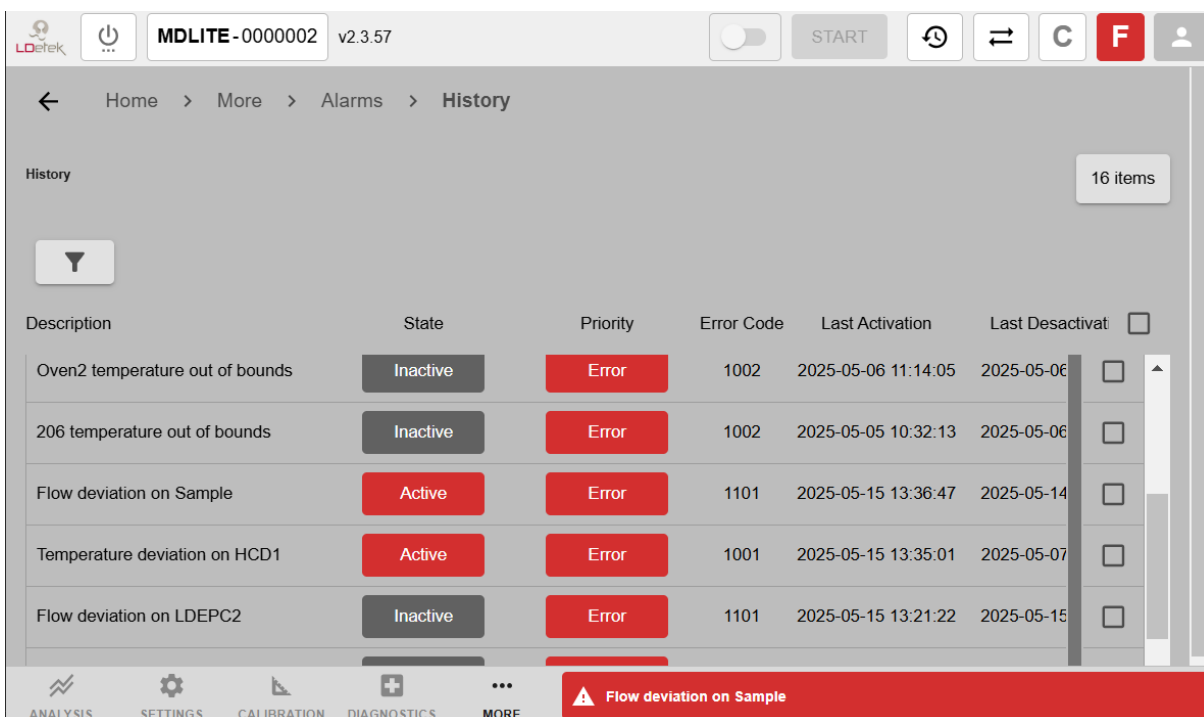 LDetek
MDLITE-0000002 v2.3.57 START C F
Home > More > Alarms > History
History
16 items
Description State Priority Error Code Last Activation Last Desactivati
Oven2 temperature out of bounds Inactive Error 1002 2025-05-06 11:14:05 2025-05-06
206 temperature out of bounds Inactive Error 1002 2025-05-05 10:32:13 2025-05-06
Flow deviation on Sample Active Error 1101 2025-05-15 13:36:47 2025-05-14
Temperature deviation on HCD1 Active Error 1001 2025-05-15 13:35:01 2025-05-07
Flow deviation on LDEPC2 Inactive Error 1101 2025-05-15 13:21:22 2025-05-15
Flow deviation on Sample
ANALYSIS SETTINGS CALIBRATION DIAGNOSTICS MORE